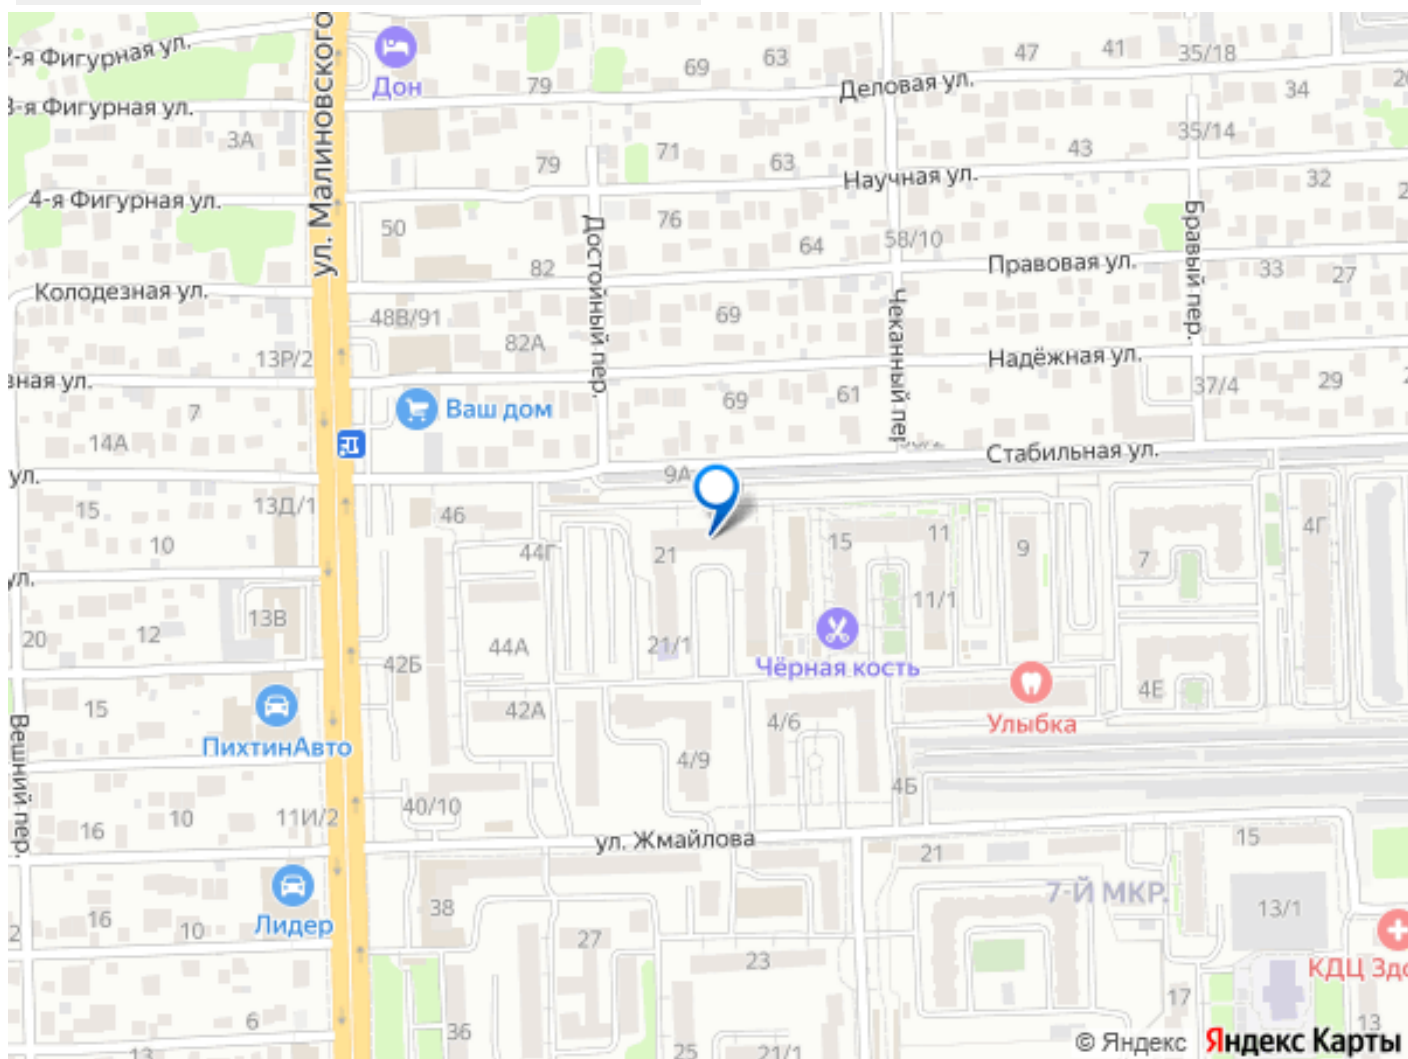 2-я Фигурная ул.
3-я Фигурная ул.
3А
4-я Фигурная ул.
Колодезная ул.
ул. Малиновского
Дон
79
69
63
47
41
35/18
Деловая ул.
34
79
71
63
43
35/14
Научная ул.
32
50
76
64
58/10
Достойный пер.
Бравый пер.
82
Правовая ул.
33
27
48В/91
69
Чеканный пер
82А
13Р/2
Надёжная ул.
вная ул.
7
Ваш дом
69
61
37/4
29
14А
Стабильная ул.
ул.
9А
15
13Д/1
46
10
44Г
21
15
11
9
7
4Г
ул.
13В
11/1
20
12
44А
21/1
42Б
Чёрная кость
4Е
15
42А
4/6
Улыбка
ПихтинАвто
Вешний пер.
4/9
4Б
16
10
11И/2
40/10
ул. Жмайлова
21
15
7-Й МКР.
Лидер
16
10
38
27
13/1
23
КДЦ Здо
17
6
36
13
25
21/1
13
© Яндекс Яндекс Карты